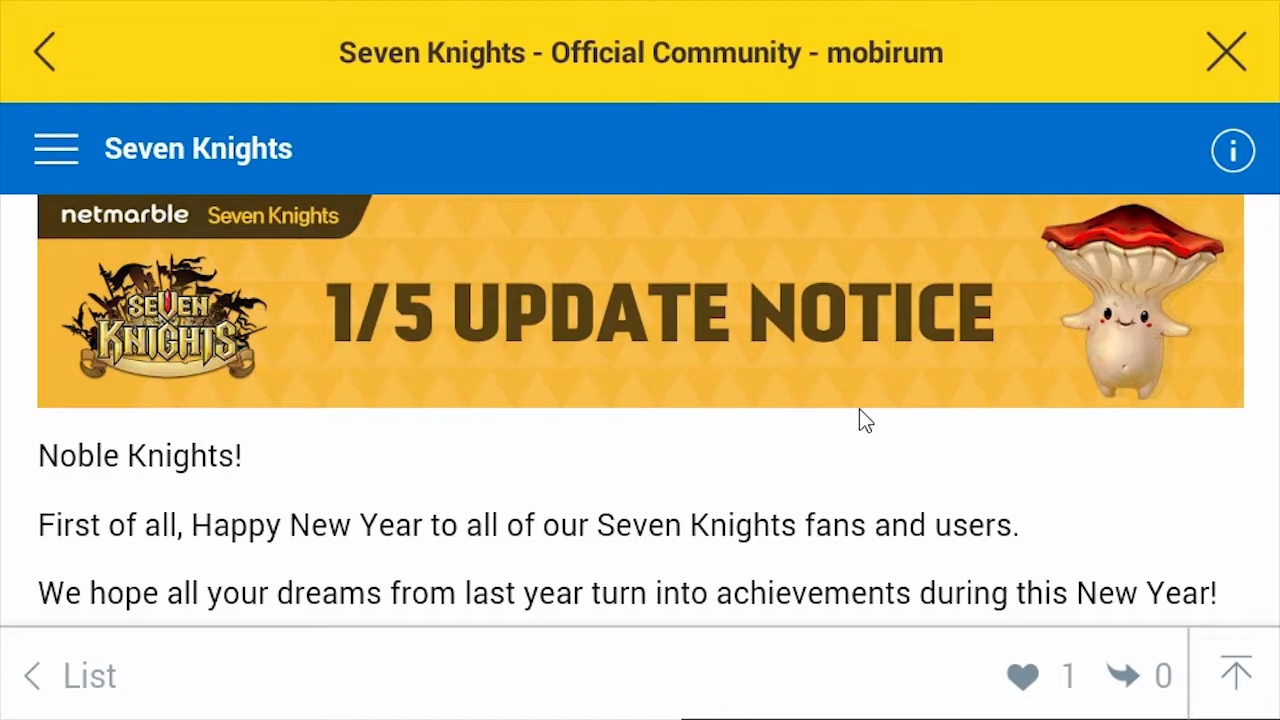 Seven Knights - Official Community - mobirum
Seven Knights
netmarble Seven Knights
SEVEN
KNIGHTS
1/5 UPDATE NOTICE
Noble Knights!
First of all, Happy New Year to all of our Seven Knights fans and users.
We hope all your dreams from last year turn into achievements during this New Year!
List
1
0